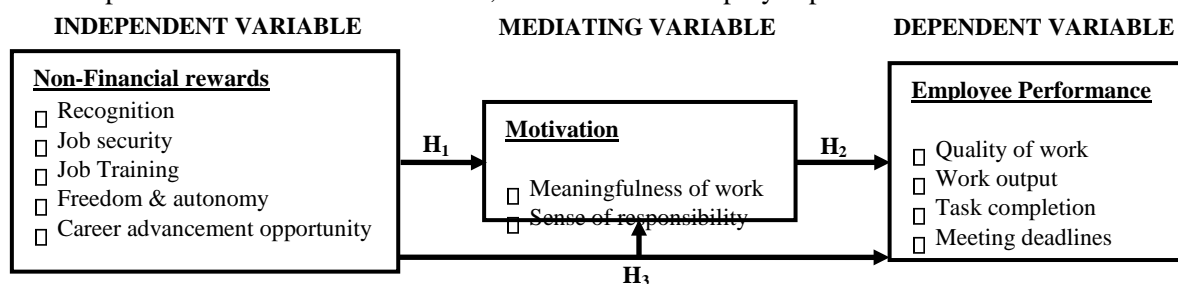 INDEPENDENT VARIABLE
MEDIATING VARIABLE
DEPENDENT VARIABLE
Non-Financial rewards
Recognition
Job security
Job Training
Freedom & autonomy
Career advancement opportunity
H1
Motivation
Meaningfulness of work
Sense of responsibility
H2
Employee Performance
Quality of work
Work output
Task completion
Meeting deadlines
H3